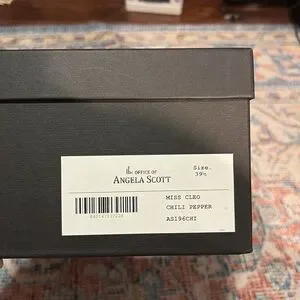 the OFFICE OF
ANGELA SCOTT
Size.
39½
MISS CLEO
CHILI PEPPER
AS196CHI